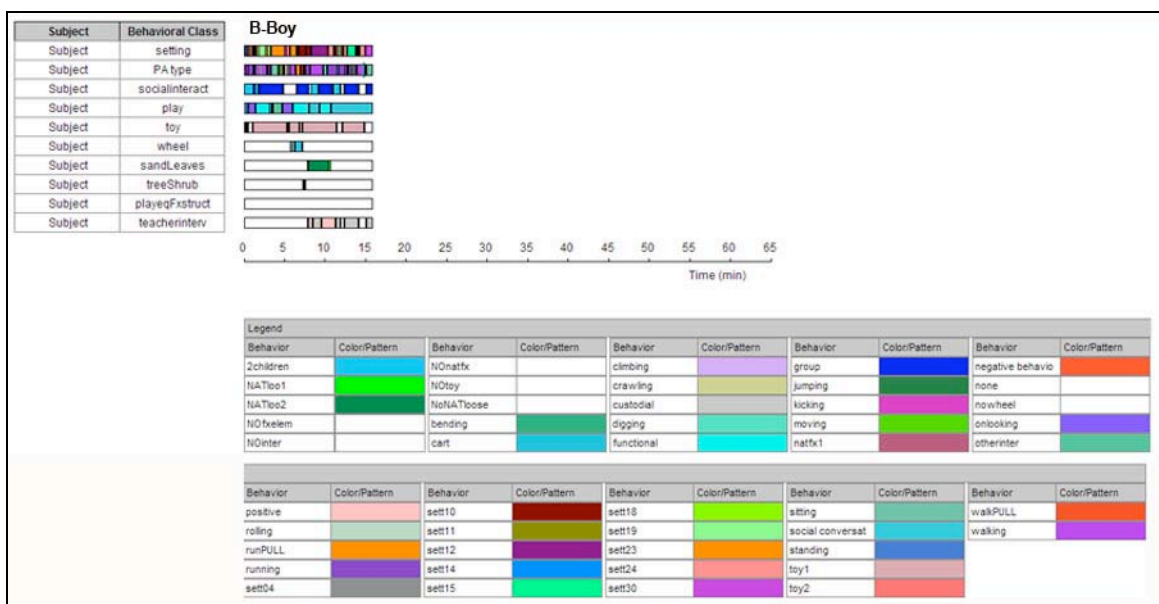 B-Boy
Subject Behavioral Class
Subject setting
Subject PA type
Subject socialinteract
Subject play
Subject toy
Subject wheel
Subject sandLeaves
Subject treeShrub
Subject playeqFxstruct
Subject teacherinterv
0 5 10 15 20 25 30 35 40 45 50 55 60 65
Time (min)
Legend
Behavior Color/Pattern Behavior Color/Pattern Behavior Color/Pattern Behavior Color/Pattern Behavior Color/Pattern
2children NOnatfx climbing group negative behavio
NATloo1 NOtoy crawling jumping none
NATloo2 NoNATloose custodial kicking nowheel
NOfxelem bending digging moving onlooking
NOinter cart functional natfx1 otherinter
Behavior Color/Pattern Behavior Color/Pattern Behavior Color/Pattern Behavior Color/Pattern Behavior Color/Pattern
positive sett10 sett18 sitting walkPULL
rolling sett11 sett19 social conversat walking
runPULL sett12 sett23 standing
running sett14 sett24 toy1
sett04 sett15 sett30 toy2